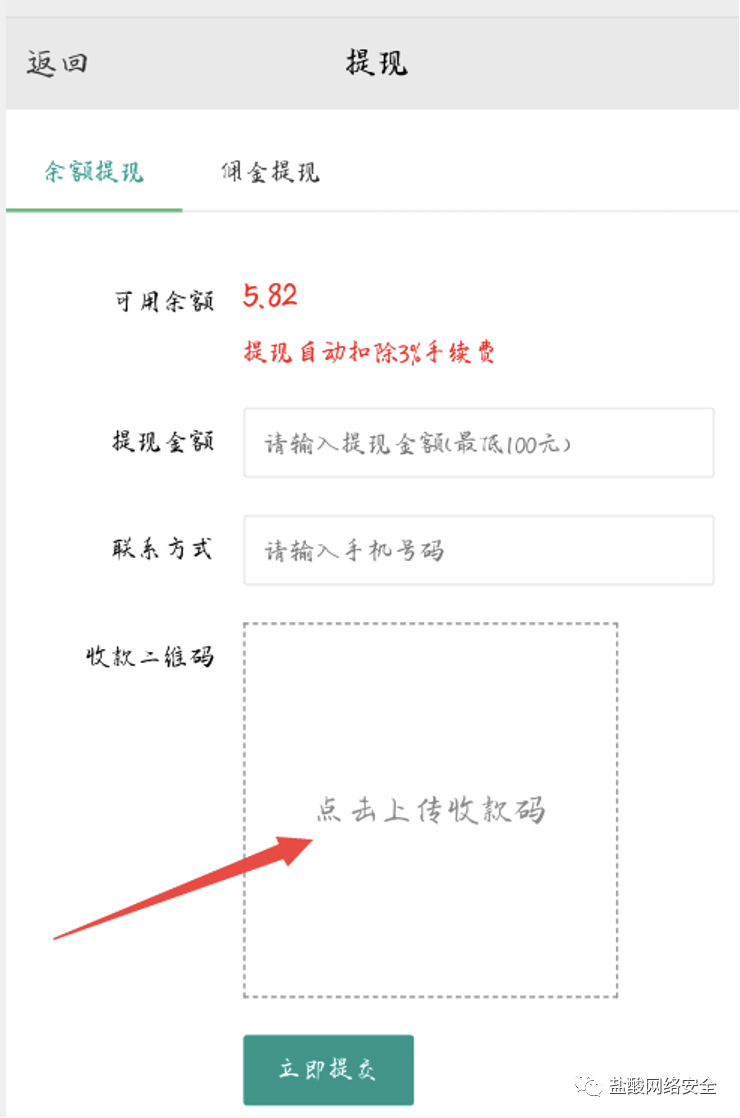 返回 提现
余额提现 佣金提现
可用余额 5.82
提现自动扣除3%手续费
提现金额 请输入提现金额(最低100元)
联系方式 请输入手机号码
收款二维码
点击上传收款码
立即提交
盐酸网络安全